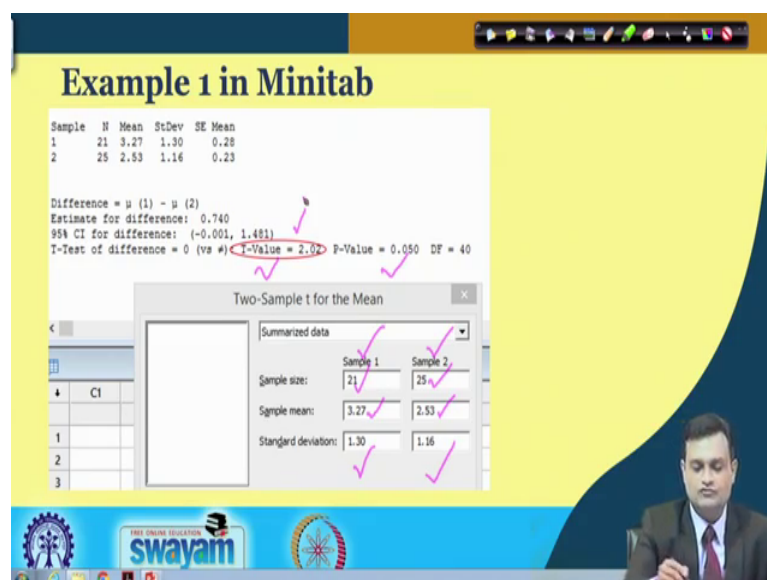 Example 1 in Minitab
Sample N Mean StDev SE Mean
1 21 3.27 1.30 0.28
2 25 2.53 1.16 0.23
Difference = μ (1) - μ (2)
Estimate for difference: 0.740
95% CI for difference: (-0.001, 1.481)
T-Test of difference = 0 (vs ≠): T-Value = 2.02 P-Value = 0.050 DF = 40
Two-Sample t for the Mean
Summarized data
Sample 1 Sample 2
Sample size: 21 25
Sample mean: 3.27 2.53
Standard deviation: 1.30 1.16
C1
1
2
3
FREE ONLINE EDUCATION
swayam